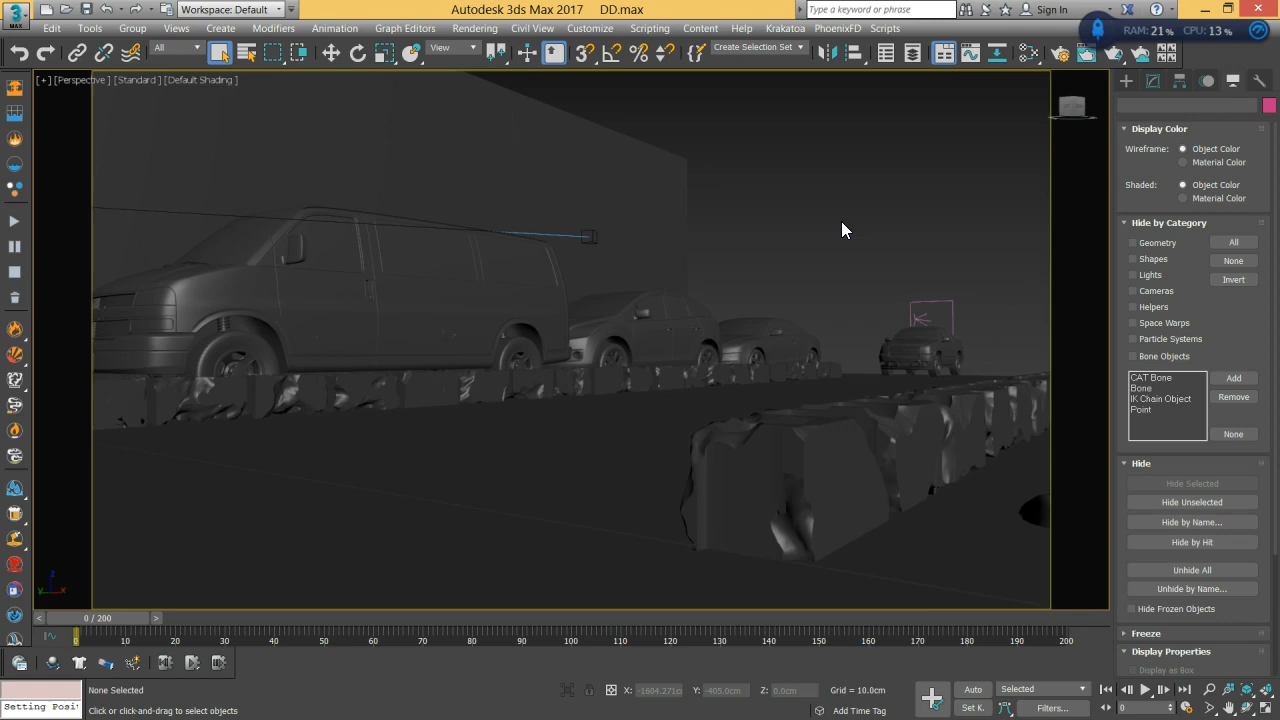 Autodesk 3ds Max 2017 DD.max
Workspace: Default
Type a keyword or phrase
Sign In
Edit Tools Group Views Create Modifiers Animation Graph Editors Rendering Civil View Customize Scripting Content Help Krakatoa PhoenixFD Scripts
RAM: 21 % CPU: 13 %
MAX
All
View
Create Selection Set
[+] [Perspective] [Standard] [Default Shading]
Display Color
Wireframe: Object Color
Material Color
Shaded: Object Color
Material Color
Hide by Category
Geometry
All
Shapes
None
Lights
Invert
Cameras
Helpers
Space Warps
Particle Systems
Bone Objects
CAT Bone
Bone
IK Chain Object
Point
Add
Remove
None
Hide
Hide Selected
Hide Unselected
Hide by Name...
Hide by Hit
Unhide All
Unhide by Name...
Hide Frozen Objects
Freeze
Display Properties
Display as Box
z
y
x
< 0 / 200 >
0 10 20 30 40 50 60 70 80 90 100 110 120 130 140 150 160 170 180 190 200
None Selected
X: -1604.271c Y: -405.0cm Z: 0.0cm Grid = 10.0cm
Auto
Selected
Setting Posi
Click or click-and-drag to select objects
Add Time Tag
Set K.
Filters...
0